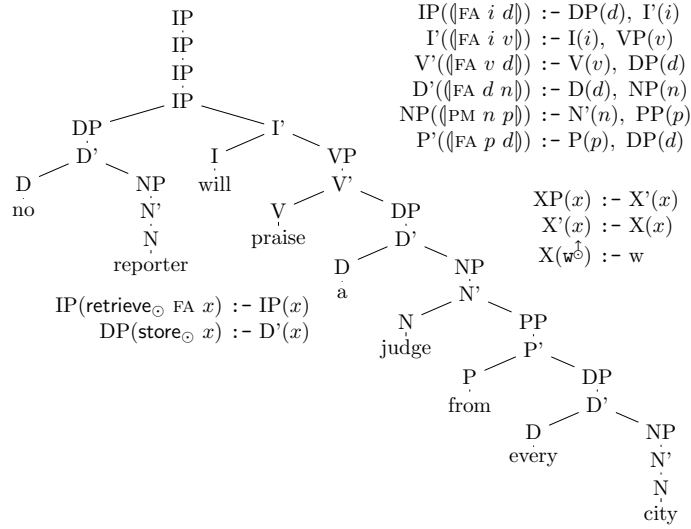 IP
IP
IP
IP
DP I'
D' I VP
D NP will V'
no N' V DP
N praise D'
reporter D NP
a N'
N PP
judge P'
P DP
from D'
D NP
every N'
N
city
IP(⦇FA i d⦈) :- DP(d), I'(i)
I'(⦇FA i v⦈) :- I(i), VP(v)
V'(⦇FA v d⦈) :- V(v), DP(d)
D'(⦇FA d n⦈) :- D(d), NP(n)
NP(⦇PM n p⦈) :- N'(n), PP(p)
P'(⦇FA p d⦈) :- P(p), DP(d)
XP(x) :- X'(x)
X'(x) :- X(x)
X(w↑⊙) :- w
IP(retrieve⊙ FA x) :- IP(x)
DP(store⊙ x) :- D'(x)